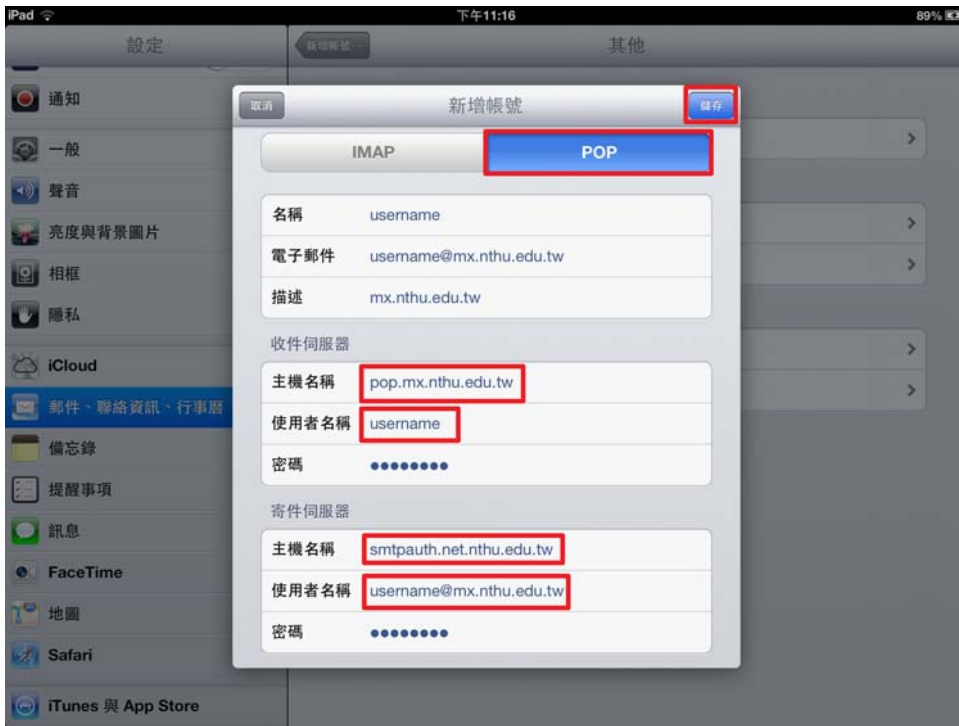 iPad 下午11:16 89%
設定 新增帳號… 其他
通知
一般
聲音
亮度與背景圖片
相框
隱私
iCloud
郵件、聯絡資訊、行事曆
備忘錄
提醒事項
訊息
FaceTime
地圖
Safari
iTunes 與 App Store
取消 新增帳號 儲存
IMAP POP
名稱 username
電子郵件 username@mx.nthu.edu.tw
描述 mx.nthu.edu.tw
收件伺服器
主機名稱 pop.mx.nthu.edu.tw
使用者名稱 username
密碼 ●●●●●●●●
寄件伺服器
主機名稱 smtpauth.net.nthu.edu.tw
使用者名稱 username@mx.nthu.edu.tw
密碼 ●●●●●●●●